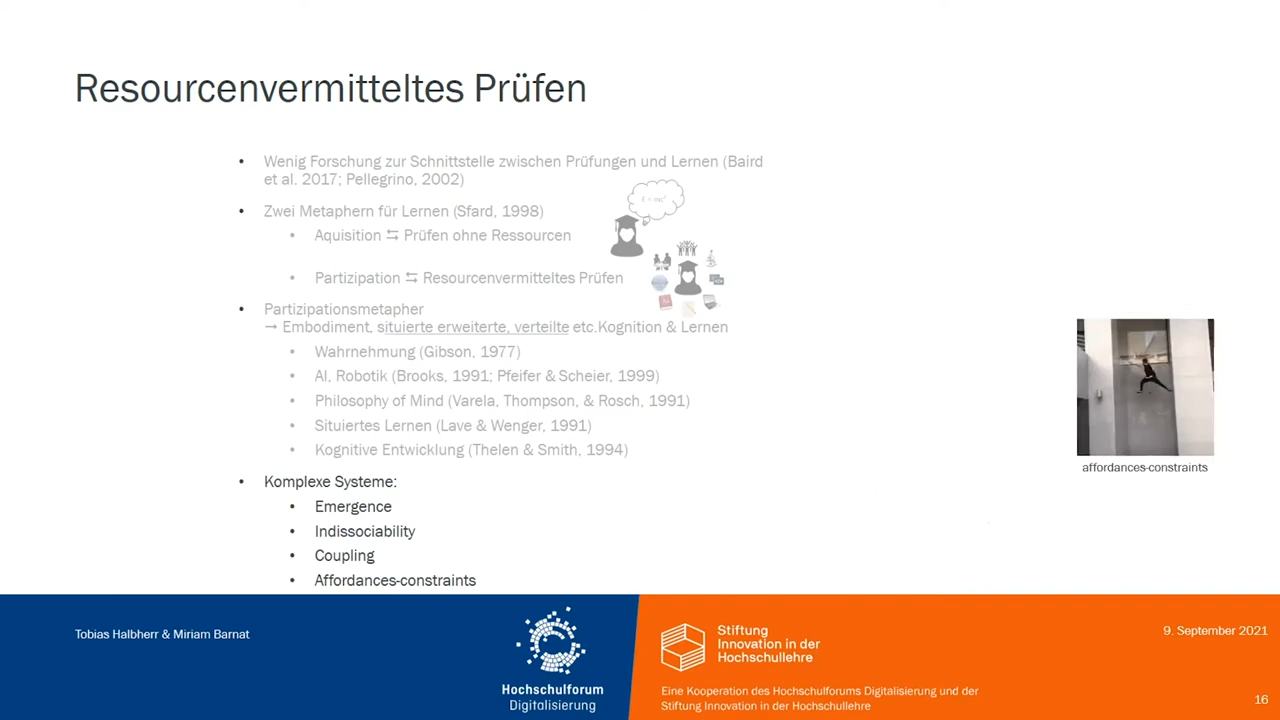 Resourcenvermitteltes Prüfen
• Wenig Forschung zur Schnittstelle zwischen Prüfungen und Lernen (Baird
et al. 2017; Pellegrino, 2002)
• Zwei Metaphern für Lernen (Sfard, 1998)
• Aquisition ⇆ Prüfen ohne Ressourcen
• Partizipation ⇆ Resourcenvermitteltes Prüfen
• Partizipationsmetapher
→ Embodiment, situierte erweiterte, verteilte etc.Kognition & Lernen
• Wahrnehmung (Gibson, 1977)
• AI, Robotik (Brooks, 1991; Pfeifer & Scheier, 1999)
• Philosophy of Mind (Varela, Thompson, & Rosch, 1991)
• Situiertes Lernen (Lave & Wenger, 1991)
• Kognitive Entwicklung (Thelen & Smith, 1994)
• Komplexe Systeme:
• Emergence
• Indissociability
• Coupling
• Affordances-constraints
affordances-constraints
Tobias Halbherr & Miriam Barnat
Hochschulforum
Digitalisierung
Stiftung
Innovation in der
Hochschullehre
Eine Kooperation des Hochschulforums Digitalisierung und der
Stiftung Innovation in der Hochschullehre
9. September 2021
16